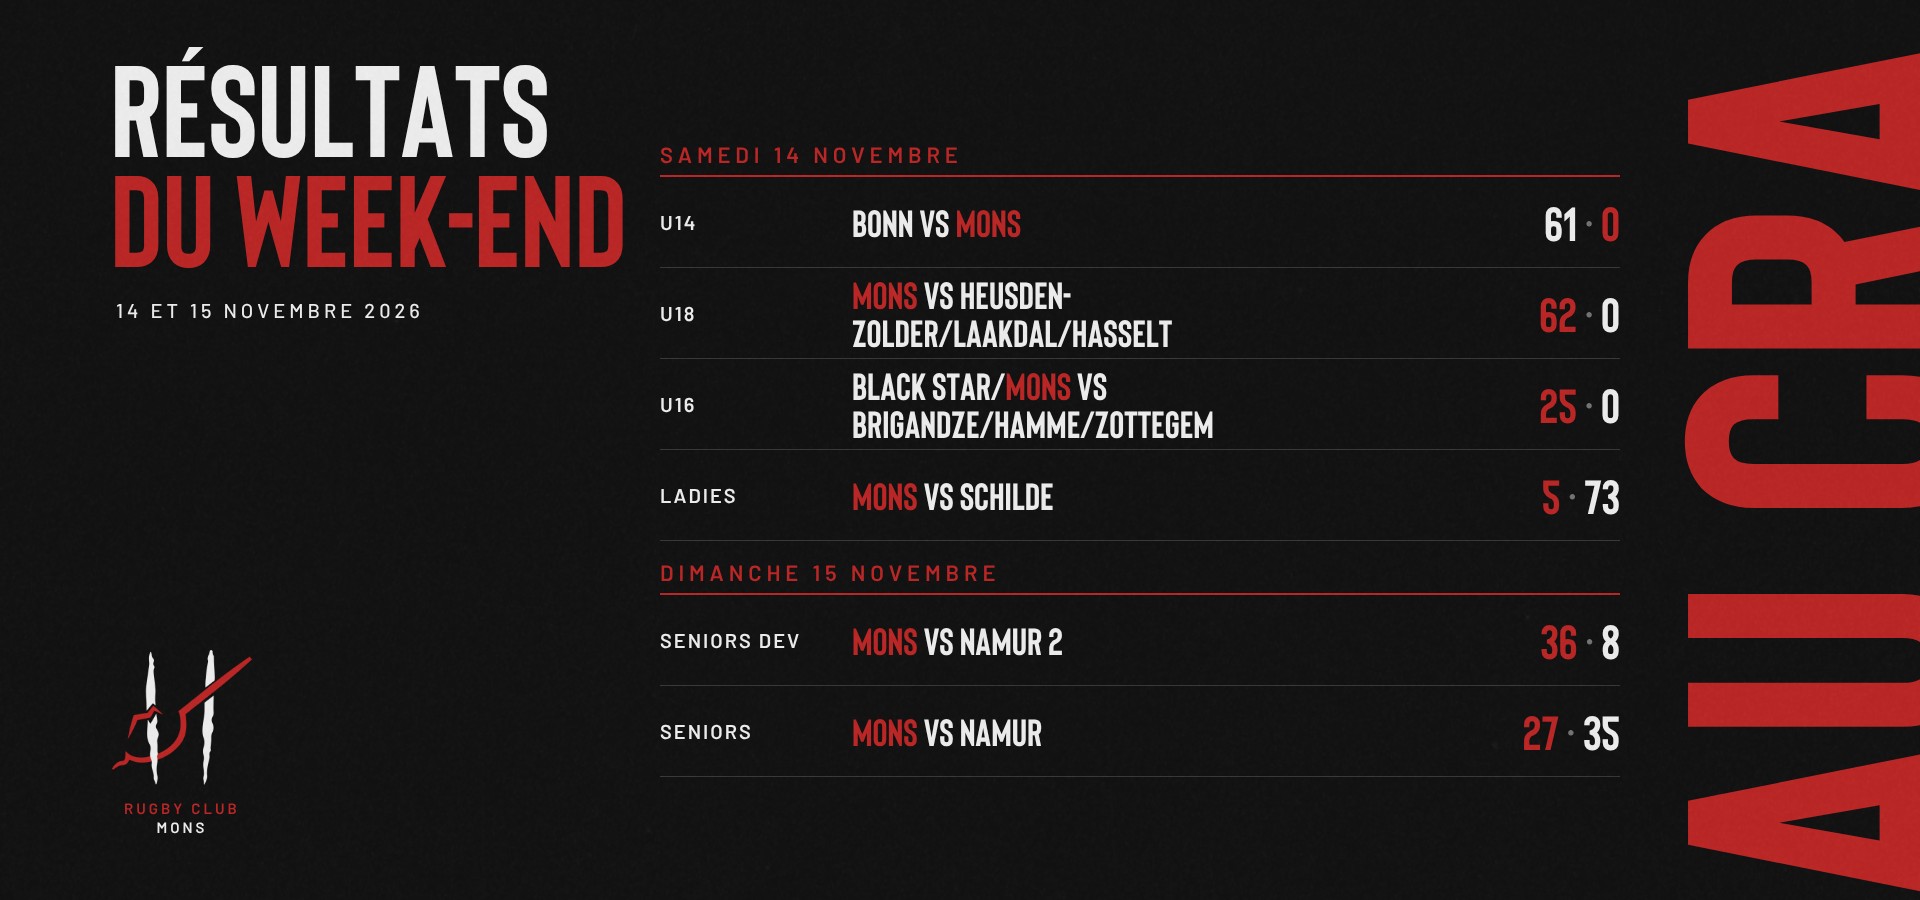 RÉSULTATS
DU WEEK-END
14 ET 15 NOVEMBRE 2026
SAMEDI 14 NOVEMBRE
U14 BONN VS MONS 61 · 0
U18 MONS VS HEUSDEN-
ZOLDER/LAAKDAL/HASSELT 62 · 0
U16 BLACK STAR/MONS VS
BRIGANDZE/HAMME/ZOTTEGEM 25 · 0
LADIES MONS VS SCHILDE 5 · 73
DIMANCHE 15 NOVEMBRE
SENIORS DEV MONS VS NAMUR 2 36 · 8
SENIORS MONS VS NAMUR 27 · 35
RUGBY CLUB
MONS
AU CRA